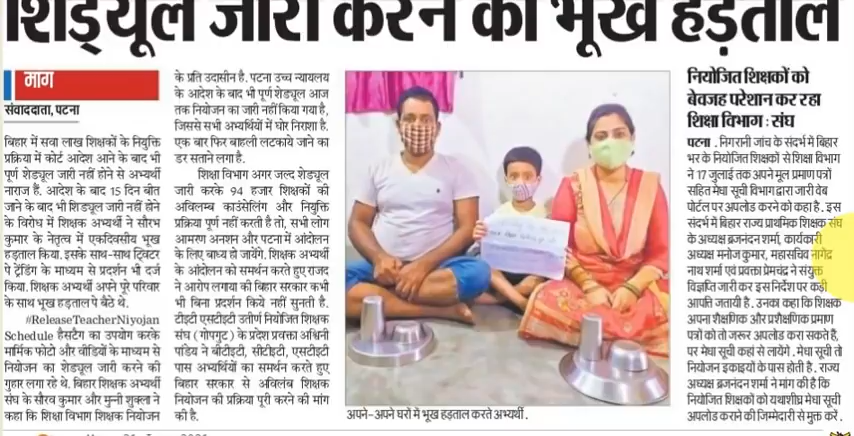 शिड्यूल जारी करने को भूख हड़ताल
मांग
संवाददाता, पटना
बिहार में सवा लाख शिक्षकों के नियुक्ति
प्रक्रिया में कोर्ट आदेश आने के बाद भी
पूर्ण शेड्यूल जारी नहीं होने से अभ्यर्थी
नाराज हैं. आदेश के बाद 15 दिन बीत
जाने के बाद भी शिड्यूल जारी नहीं होने
के विरोध में शिक्षक अभ्यर्थी ने सौरभ
कुमार के नेतृत्व में एकदिवसीय भूख
हड़ताल किया. इसके साथ-साथ ट्विटर
पे ट्रेंडिंग के माध्यम से प्रदर्शन भी दर्ज
किया. शिक्षक अभ्यर्थी अपने पूरे परिवार
के साथ भूख हड़ताल पे बैठे थे.
#ReleaseTeacherNiyojan
Schedule हैसटैग का उपयोग करके
मार्मिक फोटो और वीडियो के माध्यम से
नियोजन का शेड्यूल जारी करने की
गुहार लगा रहे थे. बिहार शिक्षक अभ्यर्थी
संघ के सौरव कुमार और मुन्नी शुक्ला ने
कहा कि शिक्षा विभाग शिक्षक नियोजन
के प्रति उदासीन है. पटना उच्च न्यायलय
के आदेश के बाद भी पूर्ण शेड्यूल आज
तक नियोजन का जारी नहीं किया गया है,
जिससे सभी अभ्यर्थियों में घोर निराशा है.
एक बार फिर बाहली लटकाये जाने का
डर सताने लगा है.
शिक्षा विभाग अगर जल्द शेड्यूल
जारी करके 94 हजार शिक्षकों की
अविलम्ब काउंसेलिंग और नियुक्ति
प्रक्रिया पूर्ण नहीं करती है तो, सभी लोग
आमरण अनशन और पटना में आंदोलन
के लिए बाध्य हो जायेंगे. शिक्षक अभ्यर्थी
के आंदोलन को समर्थन करते हुए राजद
ने आरोप लगाया की बिहार सरकार कभी
भी बिना प्रदर्शन किये नहीं सुनती है.
टीइटी एसटीइटी उतीर्ण नियोजित शिक्षक
संघ (गोपगुट) के प्रदेश प्रवक्ता अश्विनी
पांडेय ने बीटीइटी, सीटीइटी, एसटीइटी
पास अभ्यर्थियों का समर्थन करते हुए
बिहार सरकार से अविलंब शिक्षक
नियोजन की प्रक्रिया पूरी करने की मांग
की है.
अपने-अपने घरों मे भूख हड़ताल करते अभ्यर्थी.
नियोजित शिक्षकों को
बेवजह परेशान कर रहा
शिक्षा विभाग : संघ
पटना . निगरानी जांच के संदर्भ में बिहार
भर के नियोजित शिक्षकों से शिक्षा विभाग
ने 17 जुलाई तक अपने मूल प्रमाण पत्रों
सहित मेधा सूची विभाग द्वारा जारी वेब
पोर्टल पर अपलोड करने को कहा है. इस
संदर्भ में बिहार राज्य प्राथमिक शिक्षक संघ
के अध्यक्ष ब्रजनंदन शर्मा, कार्यकारी
अध्यक्ष मनोज कुमार, महासचिव नागेंद्र
नाथ शर्मा एवं प्रवक्ता प्रेमचंद्र ने संयुक्त
विज्ञप्ति जारी कर इस निर्देश पर कड़ी
आपति जतायी है . उनका कहा कि शिक्षक
अपना शैक्षणिक और प्रशैक्षणिक प्रमाण
पत्रों को तो जरूर अपलोड करा सकते हैं,
पर मेधा सूची कहां से लायेंगे . मेधा सूची तो
नियोजन इकाइयों के पास होती है . राज्य
अध्यक्ष ब्रजनंदन शर्मा ने मांग की है कि
नियोजित शिक्षकों को यथाशीघ्र मेधा सूची
अपलोड कराने की जिम्मेदारी से मुक्त करें .